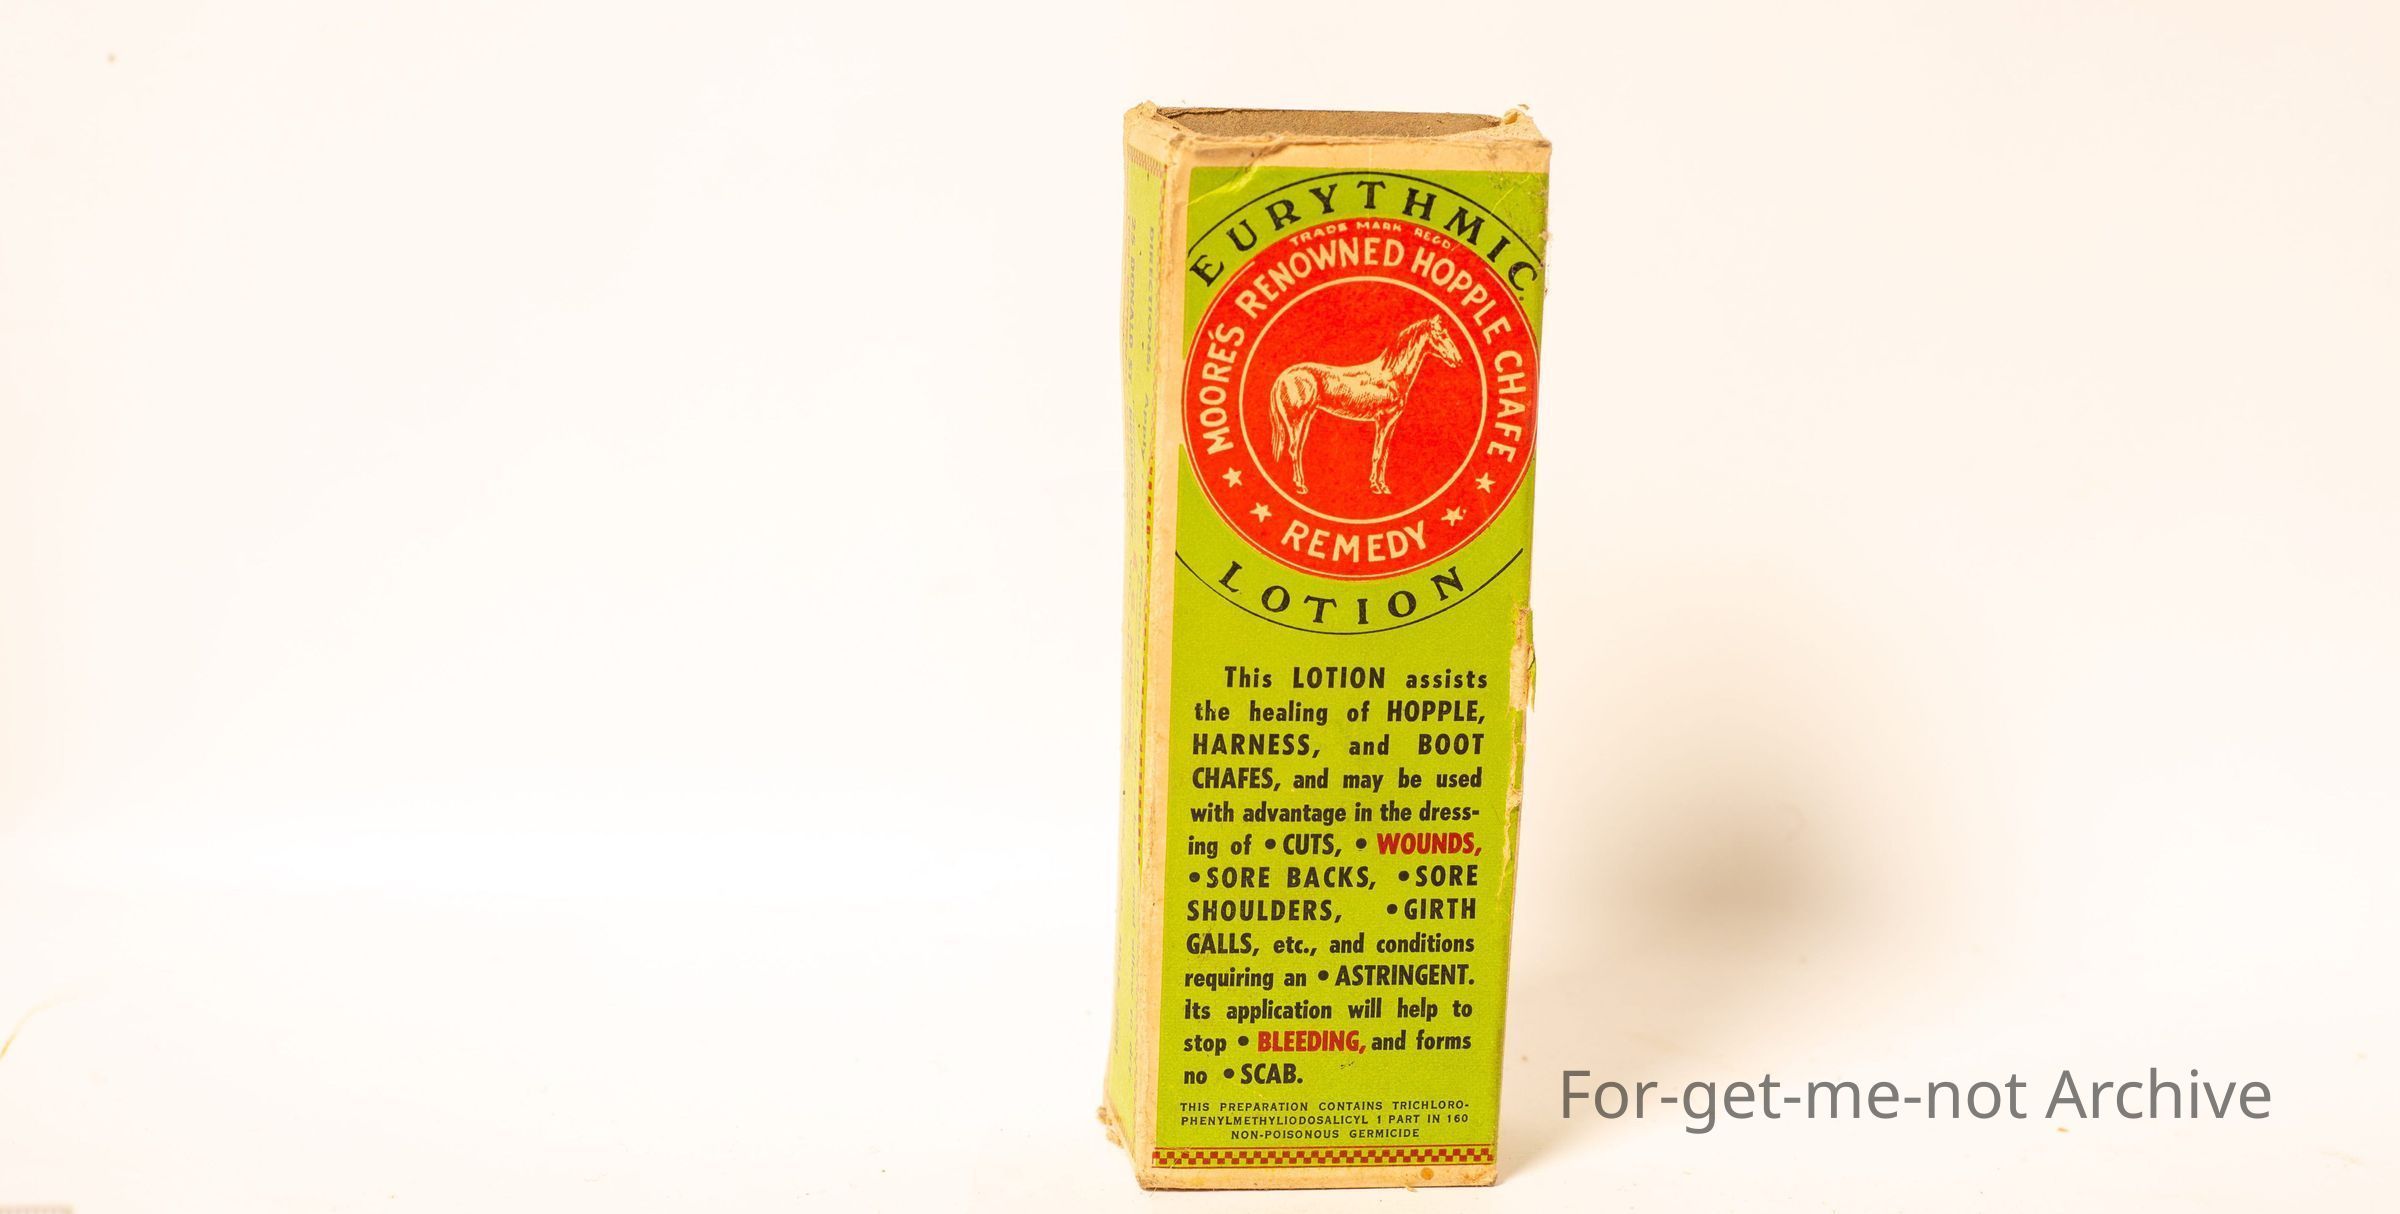 EURYTHMIC
TRADE MARK REGD
MOORE'S RENOWNED HOPPLE CHAFE
REMEDY
LOTION
This LOTION assists
the healing of HOPPLE,
HARNESS, and BOOT
CHAFES, and may be used
with advantage in the dress-
ing of • CUTS, • WOUNDS,
• SORE BACKS, • SORE
SHOULDERS, • GIRTH
GALLS, etc., and conditions
requiring an • ASTRINGENT.
Its application will help to
stop • BLEEDING, and forms
no • SCAB.
THIS PREPARATION CONTAINS TRICHLORO-
PHENYLMETHYLIODOSALICYL 1 PART IN 160
NON-POISONOUS GERMICIDE
DIRECTIONS:
For-get-me-not Archive